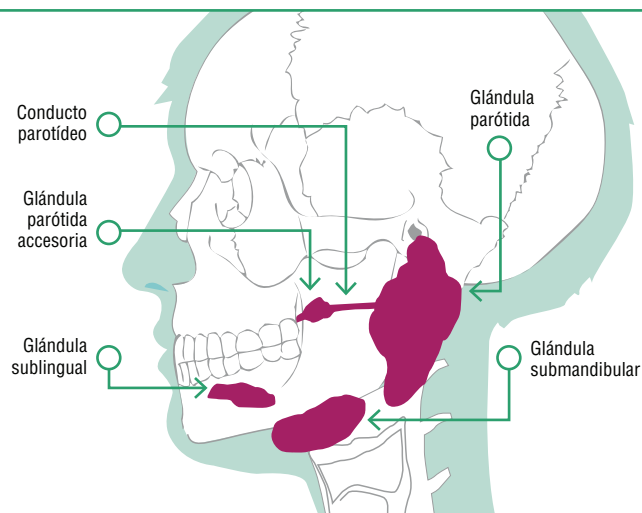 Conducto
parotídeo
Glándula
parótida
Glándula
parótida
accesoria
Glándula
sublingual
Glándula
submandibular